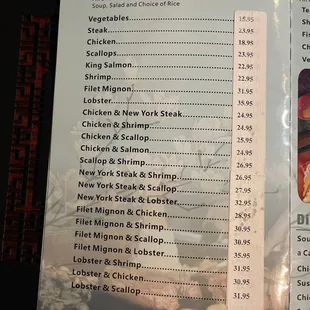 Soup, Salad and Choice of Rice
Vegetables 15.95
Steak 23.95
Chicken 18.95
Scallops 23.95
King Salmon 22.95
Shrimp 22.95
Filet Mignon 31.95
Lobster 35.95
Chicken & New York Steak 24.95
Chicken & Shrimp 24.95
Chicken & Scallop 25.95
Chicken & Salmon 24.95
Scallop & Shrimp 26.95
New York Steak & Shrimp 26.95
New York Steak & Scallop 27.95
New York Steak & Lobster 32.95
Filet Mignon & Chicken 28.95
Filet Mignon & Shrimp 30.95
Filet Mignon & Scallop 30.95
Filet Mignon & Lobster 35.95
Lobster & Shrimp 31.95
Lobster & Chicken 30.95
Lobster & Scallop 31.95